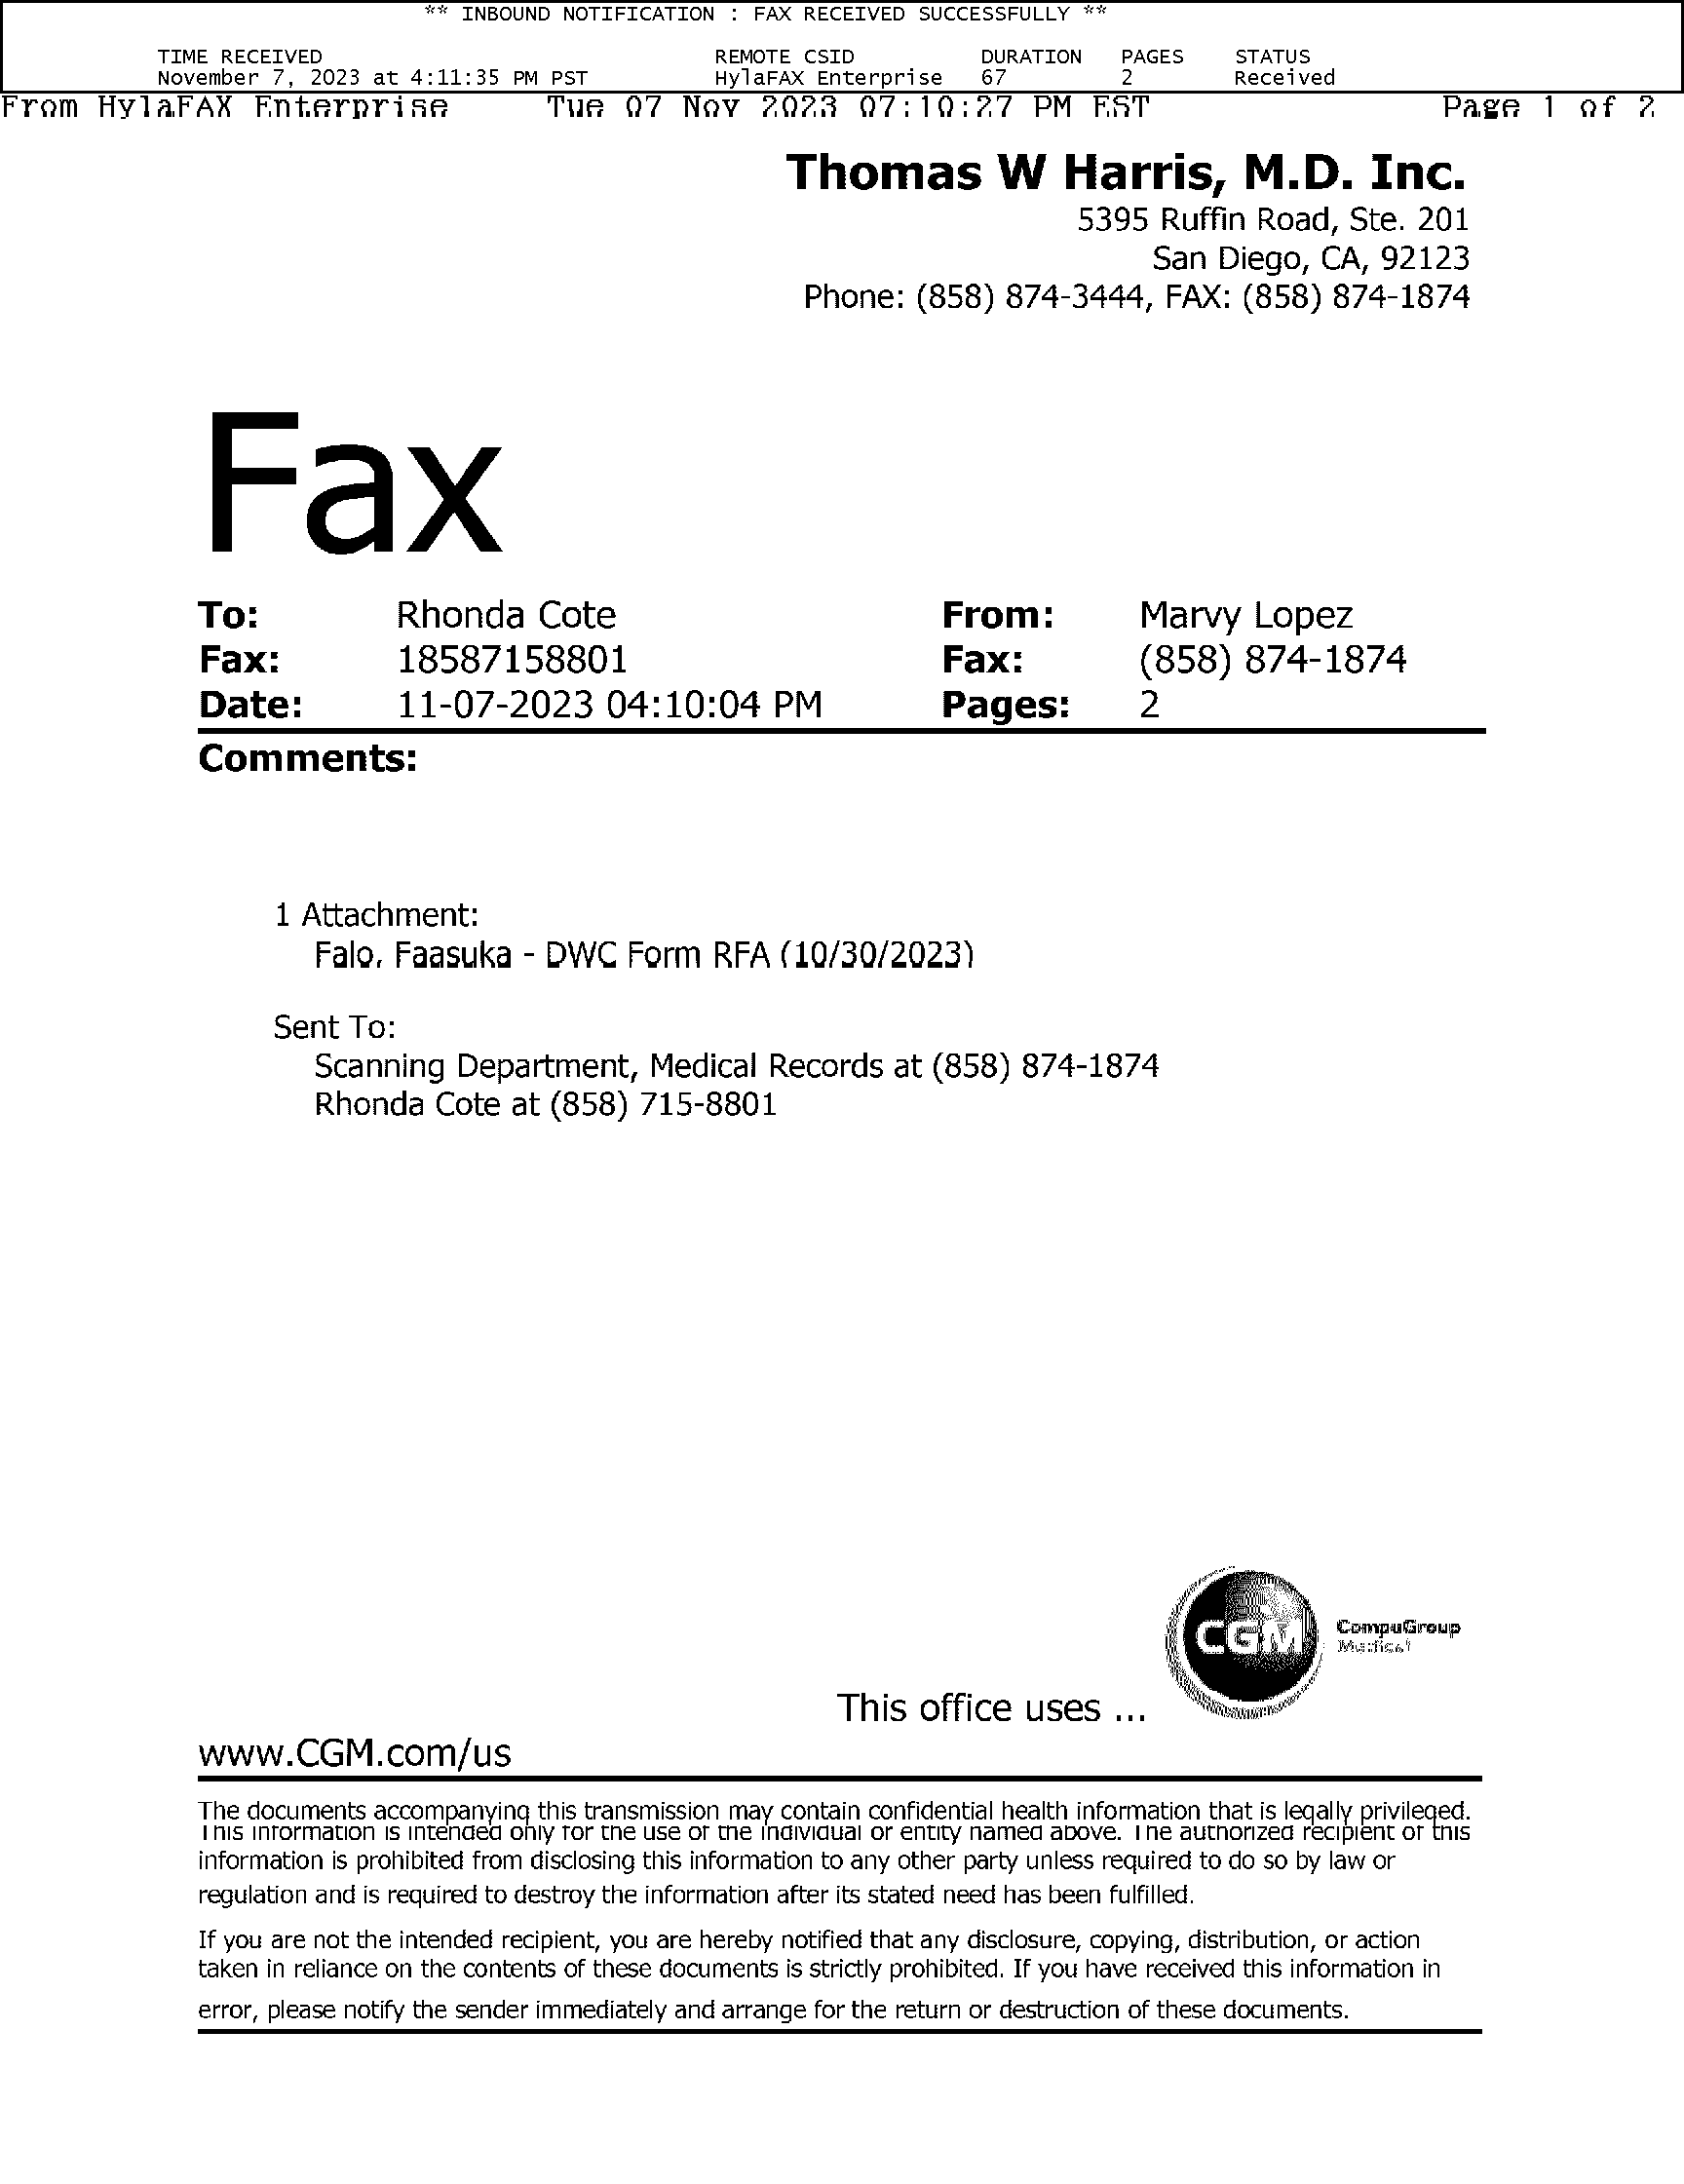 ** INBOUND NOTIFICATION : FAX RECEIVED SUCCESSFULLY **
TIME RECEIVED REMOTE CSID DURATION PAGES STATUS
November 7, 2023 at 4:11:35 PM PST HylaFAX Enterprise 67 2 Received
From HylaFAX Enterprise Tue 07 Nov 2023 07:10:27 PM EST Page 1 of 2
Thomas W Harris, M.D. Inc.
5395 Ruffin Road, Ste. 201
San Diego, CA, 92123
Phone: (858) 874-3444, FAX: (858) 874-1874
Fax
To: Rhonda Cote From: Marvy Lopez
Fax: 18587158801 Fax: (858) 874-1874
Date: 11-07-2023 04:10:04 PM Pages: 2
Comments:
1 Attachment:
Falo, Faasuka - DWC Form RFA (10/30/2023)
Sent To:
Scanning Department, Medical Records at (858) 874-1874
Rhonda Cote at (858) 715-8801
CGM CompuGroup
Medical
This office uses ...
www.CGM.com/us
The documents accompanying this transmission may contain confidential health information that is legally privileged.
This information is intended only for the use of the individual or entity named above. The authorized recipient of this
information is prohibited from disclosing this information to any other party unless required to do so by law or
regulation and is required to destroy the information after its stated need has been fulfilled.
If you are not the intended recipient, you are hereby notified that any disclosure, copying, distribution, or action
taken in reliance on the contents of these documents is strictly prohibited. If you have received this information in
error, please notify the sender immediately and arrange for the return or destruction of these documents.